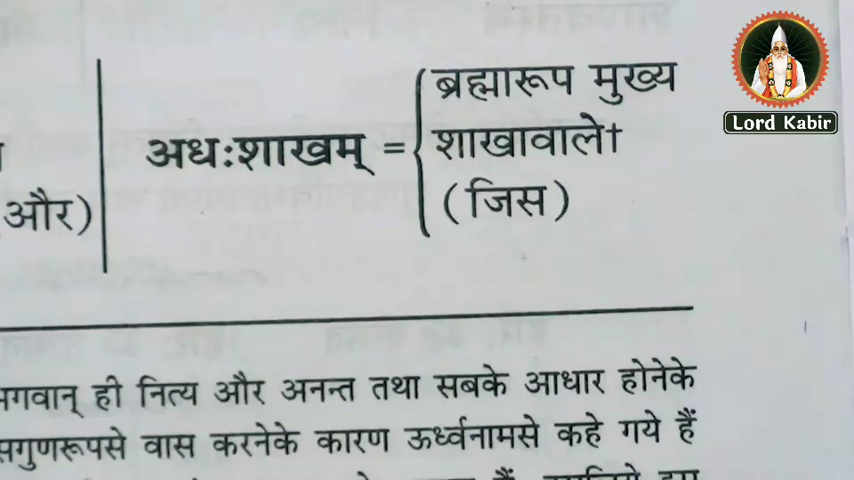 अधःशाखम् = ब्रह्मारूप मुख्य
शाखावाले†
(जिस)
और)
भगवान् ही नित्य और अनन्त तथा सबके आधार होनेके
सगुणरूपसे वास करनेके कारण ऊर्ध्वनामसे कहे गये हैं
Lord Kabir